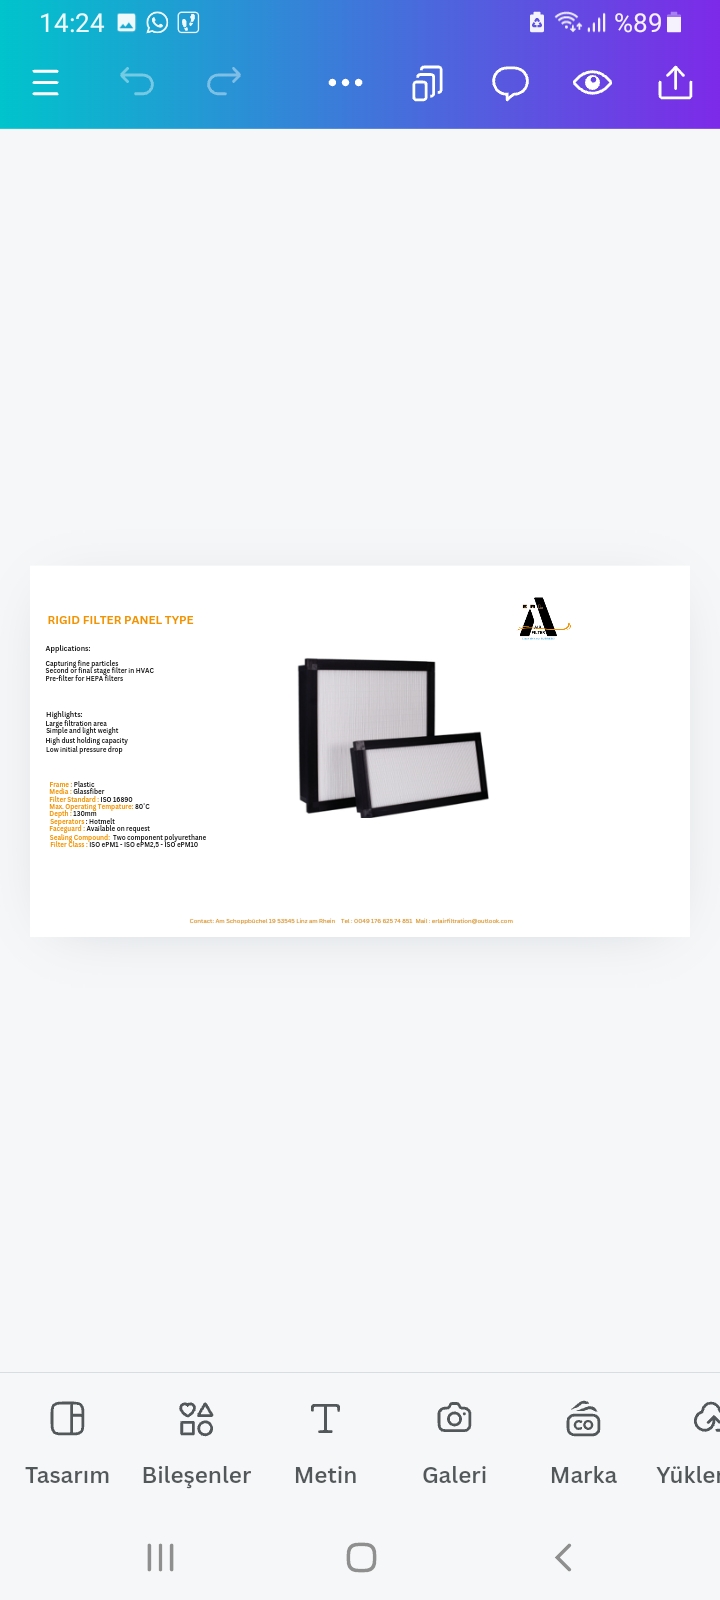 14:24
%89
RIGID FILTER PANEL TYPE
Applications:
Capturing fine particles
Second or final stage filter in HVAC
Pre-filter for HEPA filters
Highlights:
Large filtration area
Simple and light weight
High dust holding capacity
Low initial pressure drop
Frame : Plastic
Media : Glassfiber
Filter Standard : ISO 16890
Max. Operating Tempature: 80°C
Depth : 130mm
Seperators : Hotmelt
Faceguard : Available on request
Sealing Compound: Two component polyurethane
Filter Class : ISO ePM1 - ISO ePM2,5 - ISO ePM10
Contact: Am Schoppbüchel 19 53545 Linz am Rhein Tel : 0049 176 825 74 851 Mail : erlairfiltration@outlook.com
CO
Tasarım Bileşenler Metin Galeri Marka